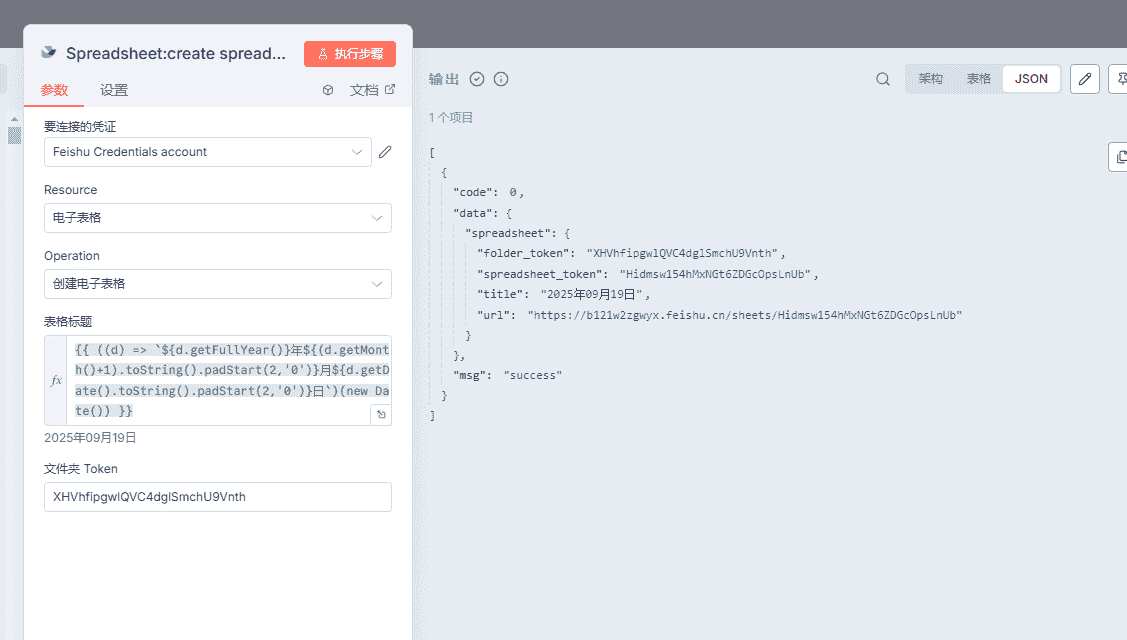 Spreadsheet:create spread...
执行步骤
参数
设置
文档
要连接的凭证
Feishu Credentials account
Resource
电子表格
Operation
创建电子表格
表格标题
fx
{{ ((d) => `${d.getFullYear()}年${(d.getMont
h()+1).toString().padStart(2,'0')}月${d.getD
ate().toString().padStart(2,'0')}日`)(new Da
te()) }}
2025年09月19日
文件夹 Token
XHVhfipgwlQVC4dglSmchU9Vnth
输出
架构
表格
JSON
1 个项目
[
{
"code": 0,
"data": {
"spreadsheet": {
"folder_token": "XHVhfipgwlQVC4dglSmchU9Vnth",
"spreadsheet_token": "Hidmsw154hMxNGt6ZDGcOpsLnUb",
"title": "2025年09月19日",
"url": "https://b121w2zgwyx.feishu.cn/sheets/Hidmsw154hMxNGt6ZDGcOpsLnUb"
}
},
"msg": "success"
}
]